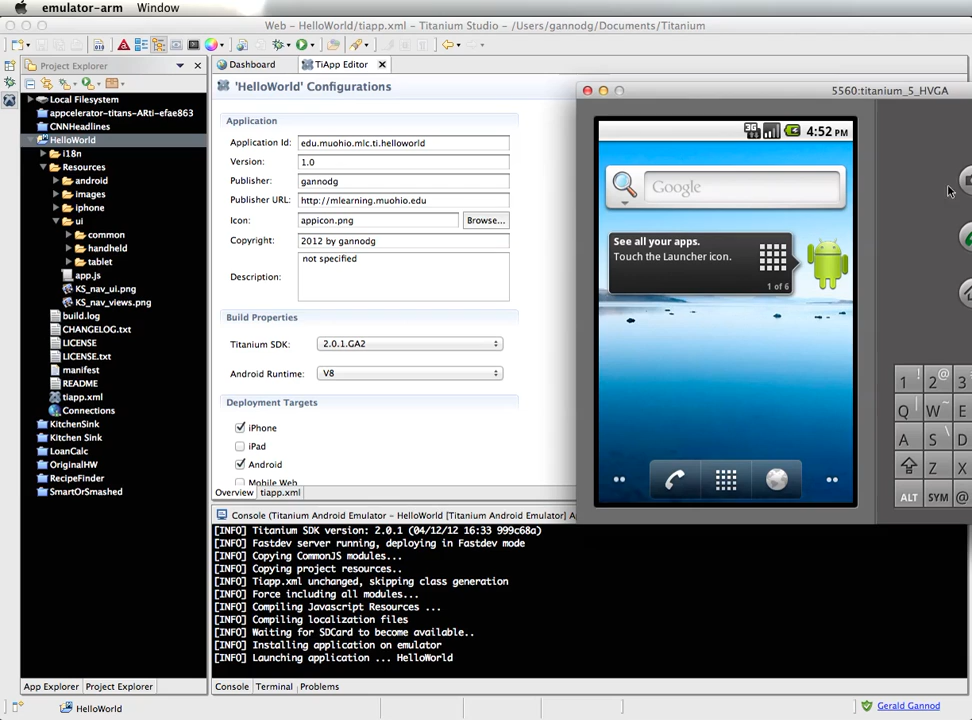 emulator-arm Window
Web - HelloWorld/tiapp.xml - Titanium Studio - /Users/gannodg/Documents/Titanium
Project Explorer
Local Filesystem
appcelerator-titans-ARti-efae863
CNNHeadlines
HelloWorld
i18n
Resources
android
images
iphone
ui
common
handheld
tablet
app.js
KS_nav_ui.png
KS_nav_views.png
build.log
CHANGELOG.txt
LICENSE
LICENSE.txt
manifest
README
tiapp.xml
Connections
KitchenSink
Kitchen Sink
LoanCalc
OriginalHW
RecipeFinder
SmartOrSmashed
App Explorer Project Explorer
Dashboard TiApp Editor
'HelloWorld' Configurations
Application
Application Id: edu.muohio.mlc.ti.helloworld
Version: 1.0
Publisher: gannodg
Publisher URL: http://mlearning.muohio.edu
Icon: appicon.png Browse...
Copyright: 2012 by gannodg
Description: not specified
Build Properties
Titanium SDK: 2.0.1.GA2
Android Runtime: V8
Deployment Targets
iPhone
iPad
Android
Mobile Web
Overview tiapp.xml
5560:titanium_5_HVGA
3G 4:52 PM
Google
See all your apps.
Touch the Launcher icon.
1 of 6
1 ! 2 @ 3
Q W ~ E
A S \ D
Z X
ALT SYM @
Console (Titanium Android Emulator - HelloWorld [Titanium Android Emulator] A
[INFO] Titanium SDK version: 2.0.1 (04/12/12 16:33 999c68a)
[INFO] Fastdev server running, deploying in Fastdev mode
[INFO] Copying CommonJS modules...
[INFO] Copying project resources..
[INFO] Tiapp.xml unchanged, skipping class generation
[INFO] Force including all modules...
[INFO] Compiling Javascript Resources ...
[INFO] Compiling localization files
[INFO] Waiting for SDCard to become available..
[INFO] Installing application on emulator
[INFO] Launching application ... HelloWorld
Console Terminal Problems
HelloWorld
Gerald Gannod